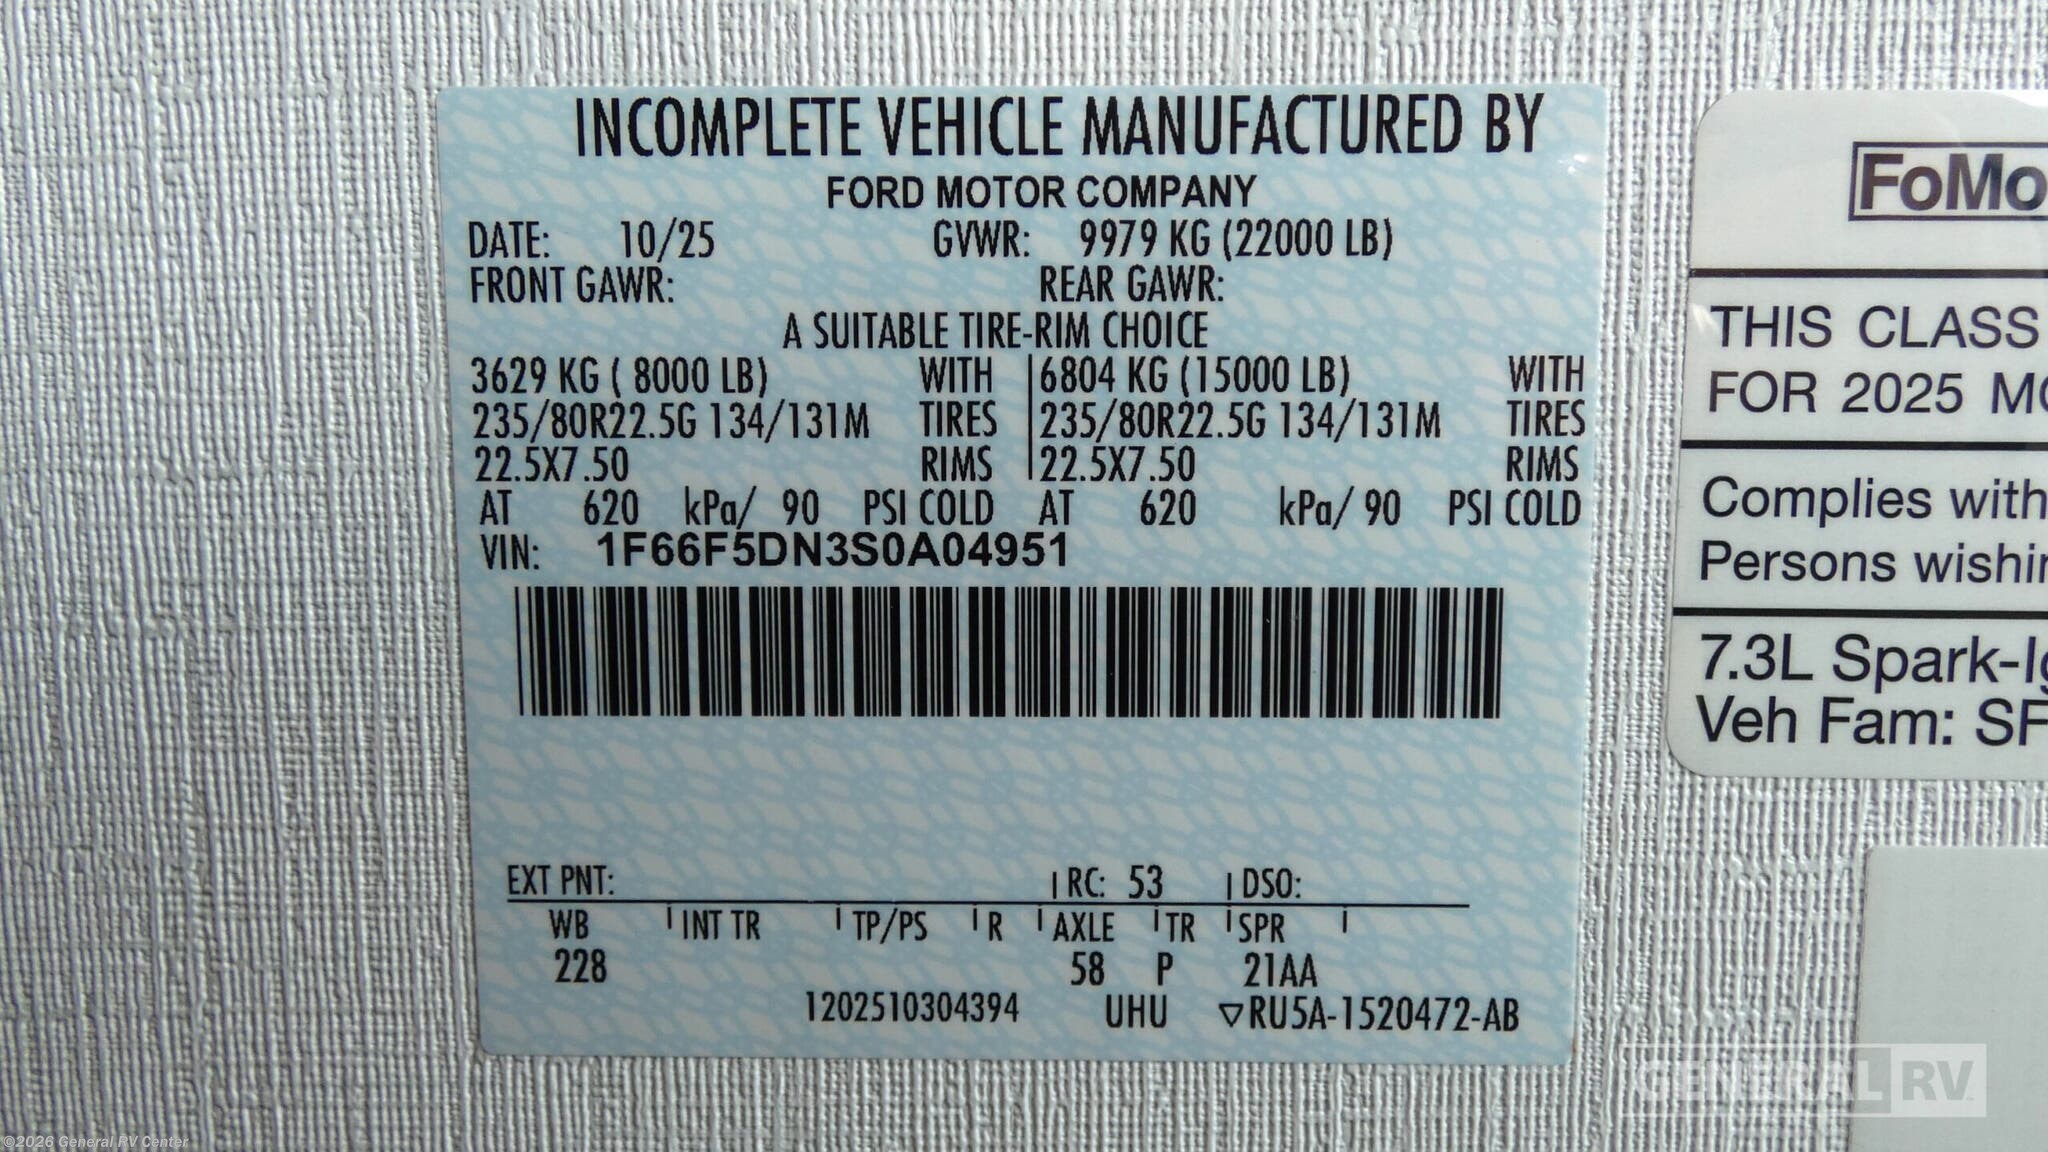 INCOMPLETE VEHICLE MANUFACTURED BY
FORD MOTOR COMPANY
DATE: 10/25 GVWR: 9979 KG (22000 LB)
FRONT GAWR: REAR GAWR:
A SUITABLE TIRE-RIM CHOICE
3629 KG ( 8000 LB) WITH 6804 KG (15000 LB) WITH
235/80R22.5G 134/131M TIRES 235/80R22.5G 134/131M TIRES
22.5X7.50 RIMS 22.5X7.50 RIMS
AT 620 kPa/ 90 PSI COLD AT 620 kPa/ 90 PSI COLD
VIN: 1F66F5DN3S0A04951
EXT PNT: RC: 53 DSO:
WB INT TR TP/PS R AXLE TR SPR
228 58 P 21AA
1202510304394 UHU ▽RU5A-1520472-AB
FoMo
THIS CLASS
FOR 2025 MO
Complies with
Persons wishin
7.3L Spark-Ig
Veh Fam: SF
GENERAL RV
©2026 General RV Center